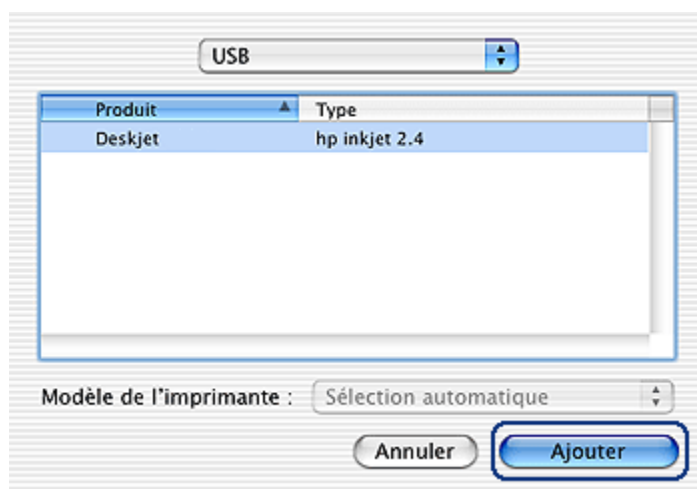 USB
Produit Type
Deskjet hp inkjet 2.4
Modèle de l'imprimante : Sélection automatique
Annuler Ajouter